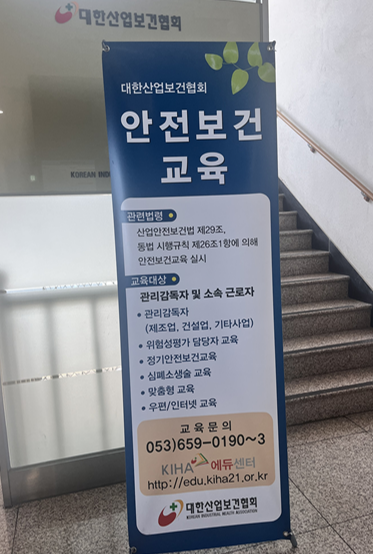 대한산업보건협회
KOREAN IND
대한산업보건협회
안전보건
교육
관련법령
산업안전보건법 제29조,
동법 시행규칙 제26조1항에 의해
안전보건교육 실시
교육대상
관리감독자 및 소속 근로자
• 관리감독자
(제조업, 건설업, 기타사업)
• 위험성평가 담당자 교육
• 정기안전보건교육
• 심폐소생술 교육
• 맞춤형 교육
• 우편/인터넷 교육
교육문의
053)659-0190~3
KIHA 에듀센터
http://edu.kiha21.or.kr
대한산업보건협회
KOREAN INDUSTRIAL HEALTH ASSOCIATION